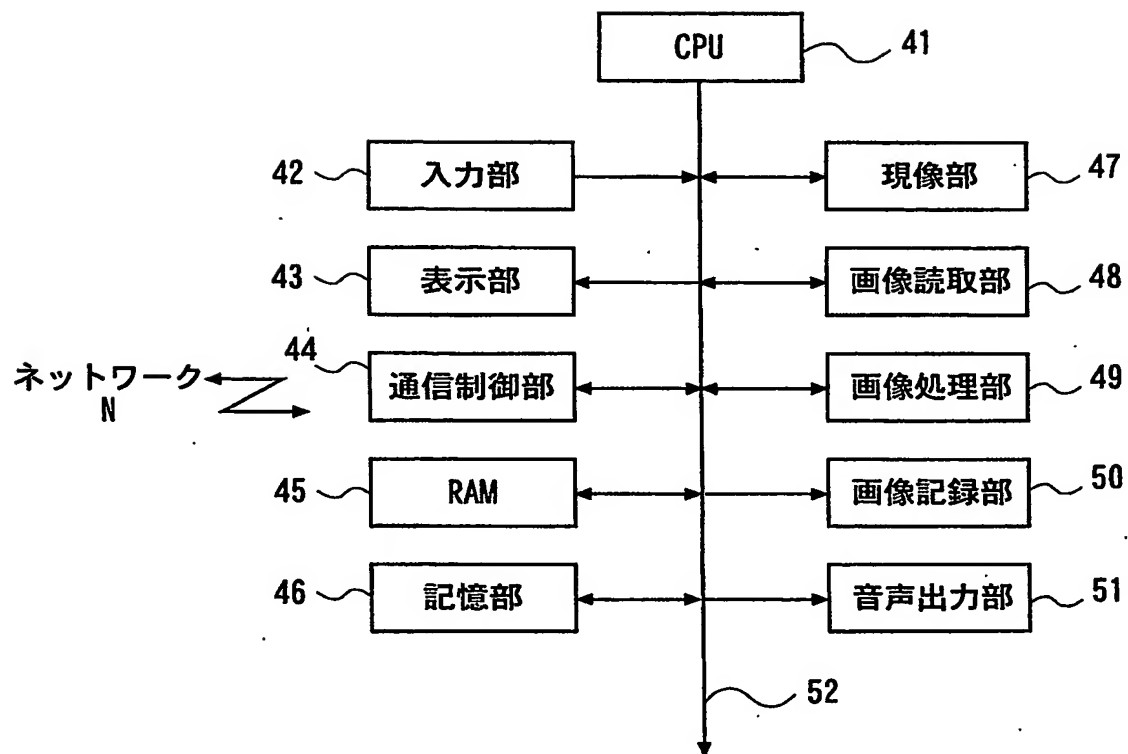 CPU
41
42
入力部
現像部
47
43
表示部
画像読取部
48
ネットワーク
N
44
通信制御部
画像処理部
49
45
RAM
画像記録部
50
46
記憶部
音声出力部
51
52